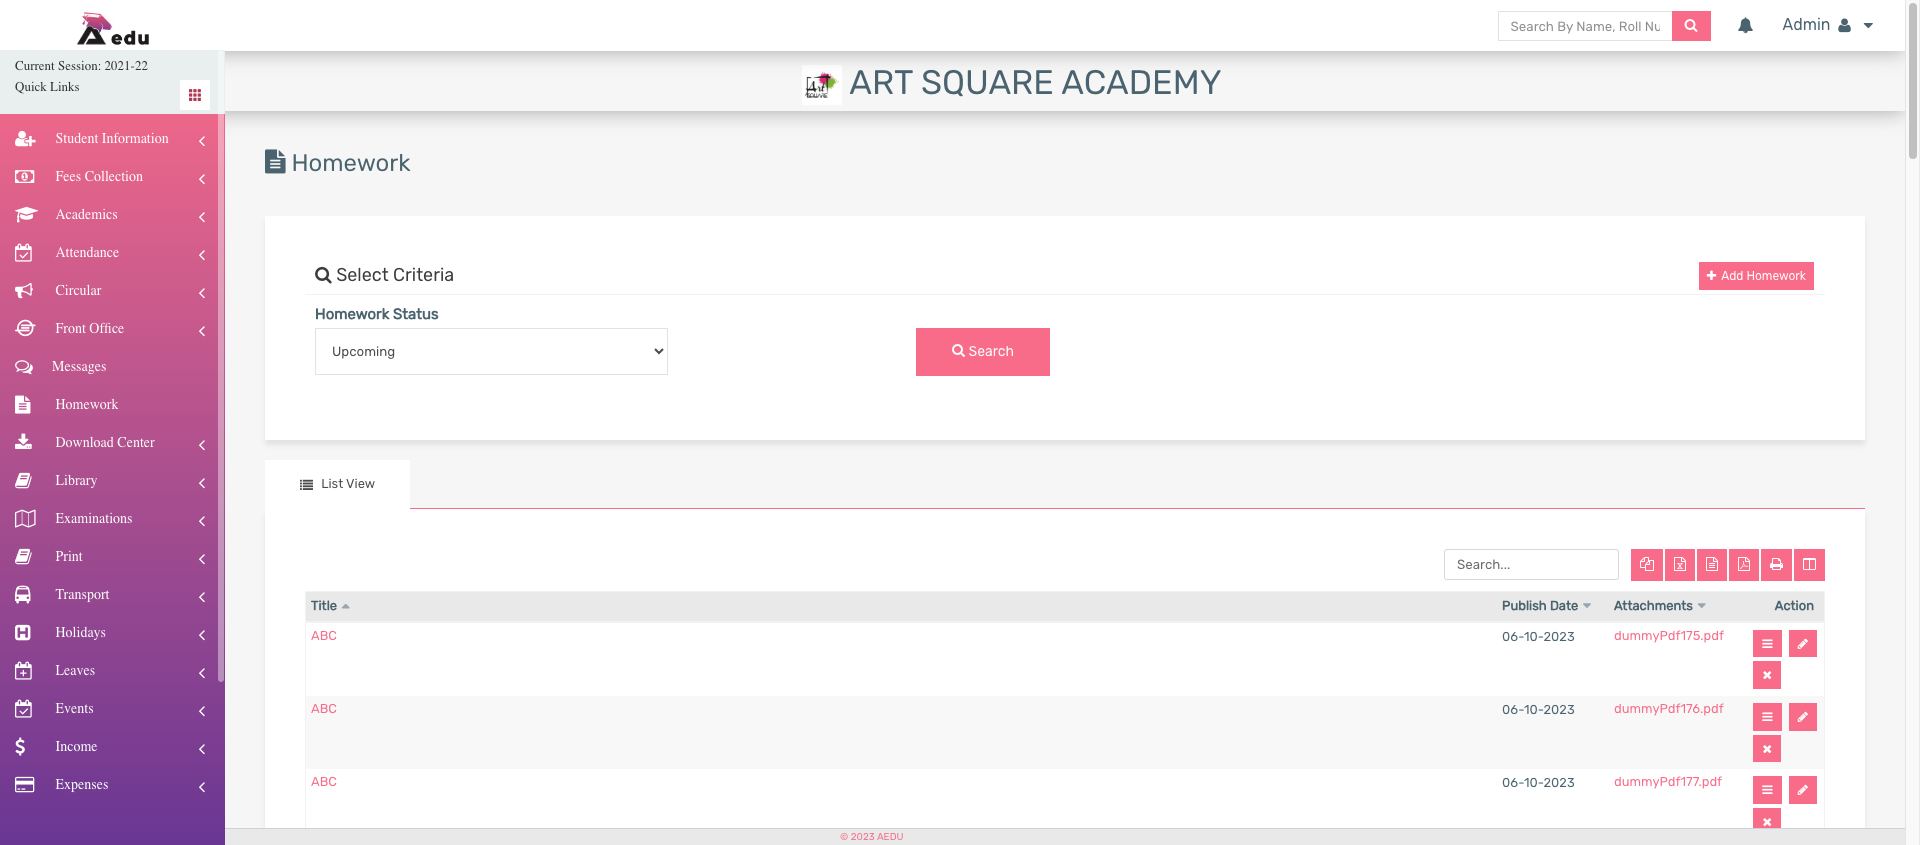 edu
Search By Name, Roll Nu
Admin
Current Session: 2021-22
Quick Links
Art
SQUARE
ART SQUARE ACADEMY
Student Information
Fees Collection
Academics
Attendance
Circular
Front Office
Messages
Homework
Download Center
Library
Examinations
Print
Transport
Holidays
Leaves
Events
Income
Expenses
Homework
Select Criteria
Add Homework
Homework Status
Upcoming
Search
List View
Search...
Title Publish Date Attachments Action
ABC 06-10-2023 dummyPdf175.pdf
ABC 06-10-2023 dummyPdf176.pdf
ABC 06-10-2023 dummyPdf177.pdf
© 2023 AEDU